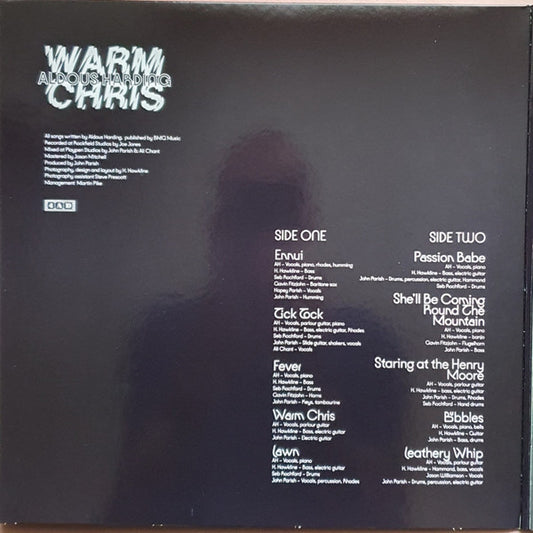 WARM
ALDOUS HARDING
CHRIS
All songs written by Aldous Harding, published by BMG Music
Recorded at Rockfield Studios by Joe Jones
Mixed at Playpen Studios by John Parish & Ali Chant
Mastered by Jason Mitchell
Produced by John Parish
Photography, design and layout by H. Hawkline
Photography assistant Steve Prescott
Management Martin Pike
4AD
SIDE ONE
Ennui
AH - Vocals, piano, rhodes, humming
H. Hawkline - Bass
Seb Rochford - Drums
Gavin Fitzjohn - Baritone sax
Hopey Parish - Vocals
John Parish - Humming
Tick Tock
AH - Vocals, parlour guitar, piano
H. Hawkline - Bass, electric guitar, Rhodes
Seb Rochford - Drums
John Parish - Slide guitar, shakers, vocals
Ali Chant - Vocals
Fever
AH - Vocals, piano
H. Hawkline - Bass
Seb Rochford - Drums
Gavin Fitzjohn - Horns
John Parish - Keys, tambourine
Warm Chris
AH - Vocals, parlour guitar
H. Hawkline - Bass, electric guitar
John Parish - Electric guitar
Lawn
AH - Vocals, piano
H. Hawkline - Bass, electric guitar
Seb Rochford - Drums
John Parish - Vocals, percussion, Rhodes
SIDE TWO
Passion Babe
AH - Vocals, piano
H. Hawkline - Bass, electric guitar
John Parish - Drums, percussion, electric guitar, Hammond
Seb Rochford - Drums
She'll Be Coming
Round The
Mountain
AH - Vocals, piano
H. Hawkline - banjo
Gavin Fitzjohn - Flugelhorn
John Parish - Bass
Staring at the Henry
Moore
AH - Vocals, parlour guitar
H. Hawkline - bass, electric guitar
John Parish - Drums, Rhodes
Seb Rochford - Hand drums
Bubbles
AH - Vocals, piano, bells
H. Hawkline - Guitar
John Parish - Bass, drums
Leathery Whip
AH - Vocals, parlour guitar
H. Hawkline - Hammond, bass, vocals
Jason Williamson - Vocals
John Parish - Drums, percussion, electric guitar